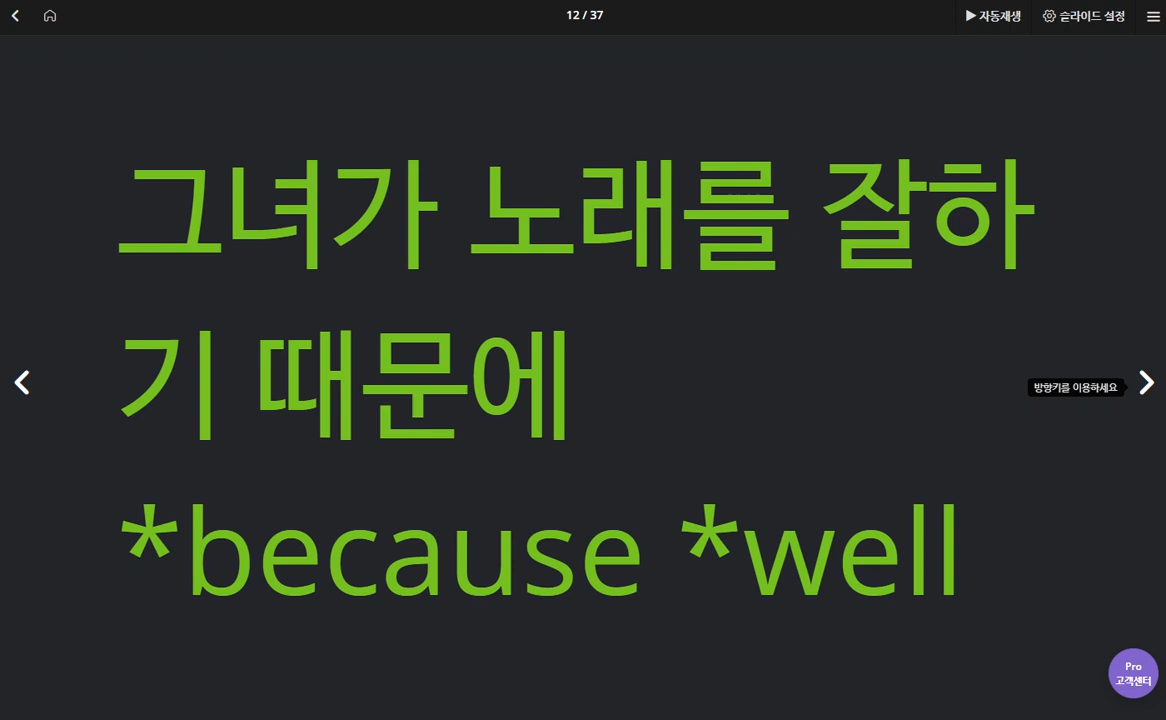 12 / 37
자동재생
슬라이드 설정
그녀가 노래를 잘하
기 때문에
*because *well
방향키를 이용하세요
Pro
고객센터